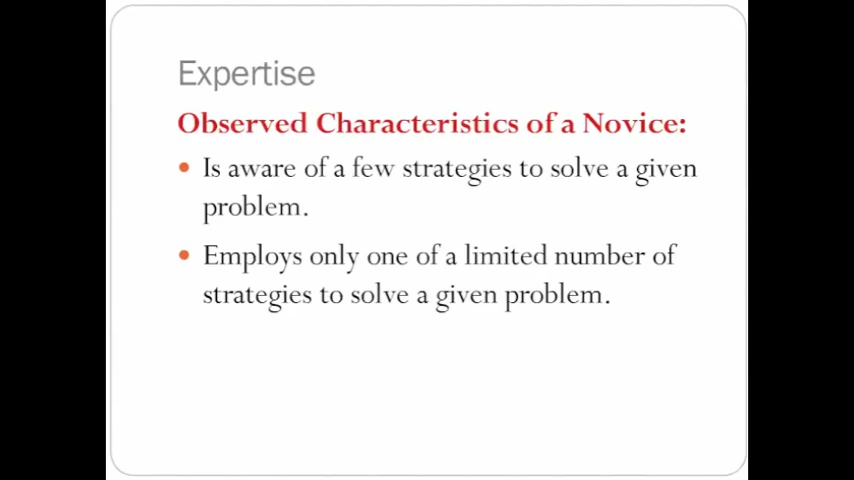 Expertise
Observed Characteristics of a Novice:
• Is aware of a few strategies to solve a given
problem.
• Employs only one of a limited number of
strategies to solve a given problem.